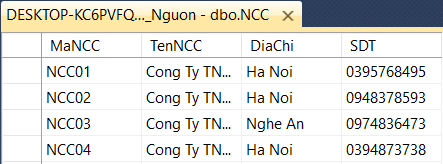 DESKTOP-KC6PVFQ..._Nguon - dbo.NCC
MaNCC TenNCC DiaChi SDT
NCC01 Cong Ty TN... Ha Noi 0395768495
NCC02 Cong Ty TN... Ha Noi 0948378593
NCC03 Cong Ty TN... Nghe An 0974836473
NCC04 Cong Ty TN... Ha Noi 0394873738